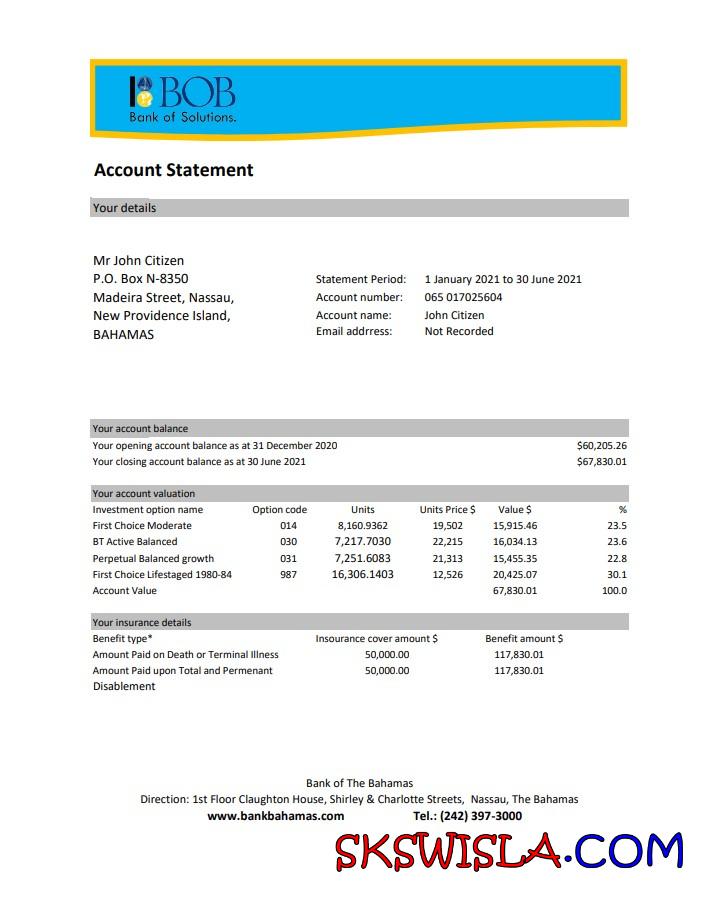 BOB
Bank of Solutions.
Account Statement
Your details
Mr John Citizen
P.O. Box N-8350
Madeira Street, Nassau,
New Providence Island,
BAHAMAS
Statement Period: 1 January 2021 to 30 June 2021
Account number: 065 017025604
Account name: John Citizen
Email addrress: Not Recorded
Your account balance
Your opening account balance as at 31 December 2020 $60,205.26
Your closing account balance as at 30 June 2021 $67,830.01
Your account valuation
Investment option name Option code Units Units Price $ Value $ %
First Choice Moderate 014 8,160.9362 19,502 15,915.46 23.5
BT Active Balanced 030 7,217.7030 22,215 16,034.13 23.6
Perpetual Balanced growth 031 7,251.6083 21,313 15,455.35 22.8
First Choice Lifestaged 1980-84 987 16,306.1403 12,526 20,425.07 30.1
Account Value 67,830.01 100.0
Your insurance details
Benefit type* Insourance cover amount $ Benefit amount $
Amount Paid on Death or Terminal Illness 50,000.00 117,830.01
Amount Paid upon Total and Permenant 50,000.00 117,830.01
Disablement
Bank of The Bahamas
Direction: 1st Floor Claughton House, Shirley & Charlotte Streets, Nassau, The Bahamas
www.bankbahamas.com Tel.: (242) 397-3000
SKSWISLA.COM